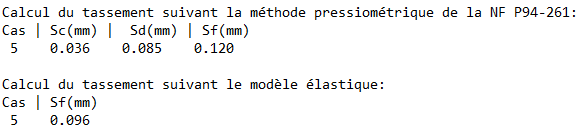 Calcul du tassement suivant la méthode pressiométrique de la NF P94-261:
Cas | Sc(mm) | Sd(mm) | Sf(mm)
5 0.036 0.085 0.120
Calcul du tassement suivant le modèle élastique:
Cas | Sf(mm)
5 0.096